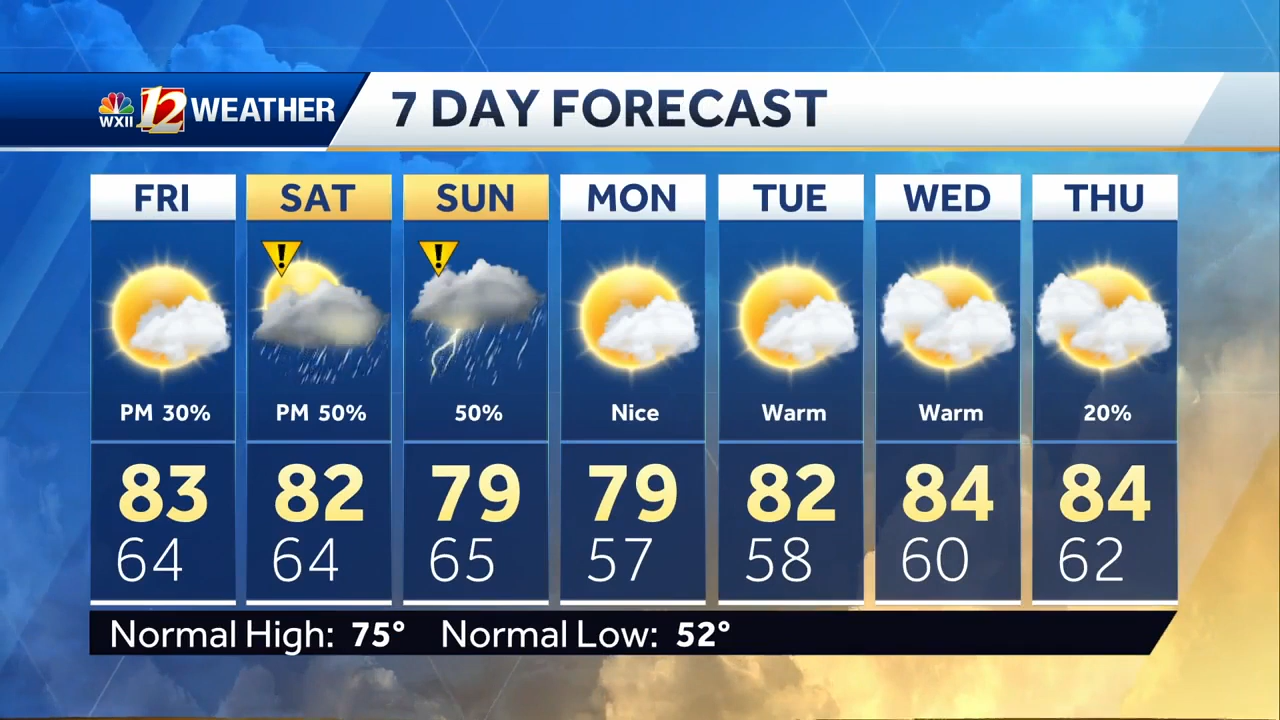 WXII 12 WEATHER
7 DAY FORECAST
FRI SAT SUN MON TUE WED THU
! !
PM 30% PM 50% 50% Nice Warm Warm 20%
83 82 79 79 82 84 84
64 64 65 57 58 60 62
Normal High: 75° Normal Low: 52°